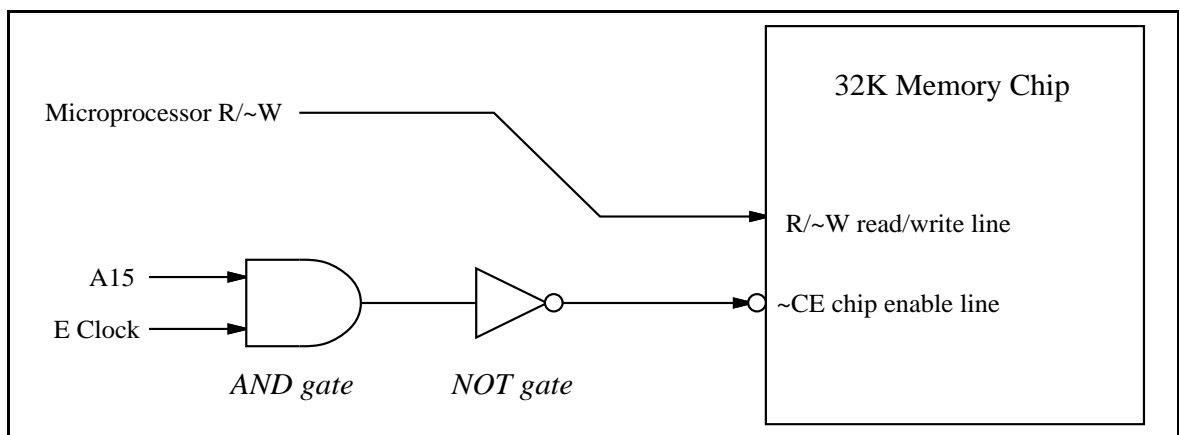 32K Memory Chip
Microprocessor R/~W
R/~W read/write line
A15
~CE chip enable line
E Clock
AND gate
NOT gate